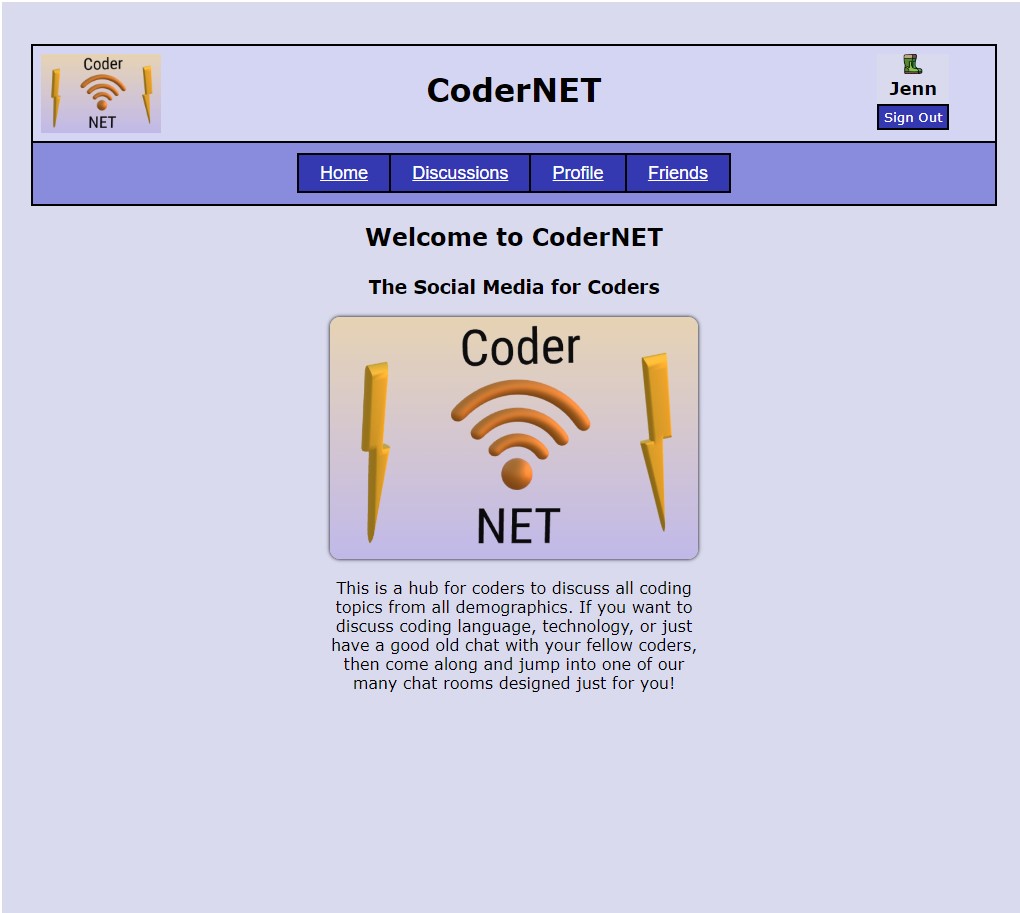 Coder
NET
CoderNET
Jenn
Sign Out
Home Discussions Profile Friends
Welcome to CoderNET
The Social Media for Coders
Coder
NET
This is a hub for coders to discuss all coding
topics from all demographics. If you want to
discuss coding language, technology, or just
have a good old chat with your fellow coders,
then come along and jump into one of our
many chat rooms designed just for you!